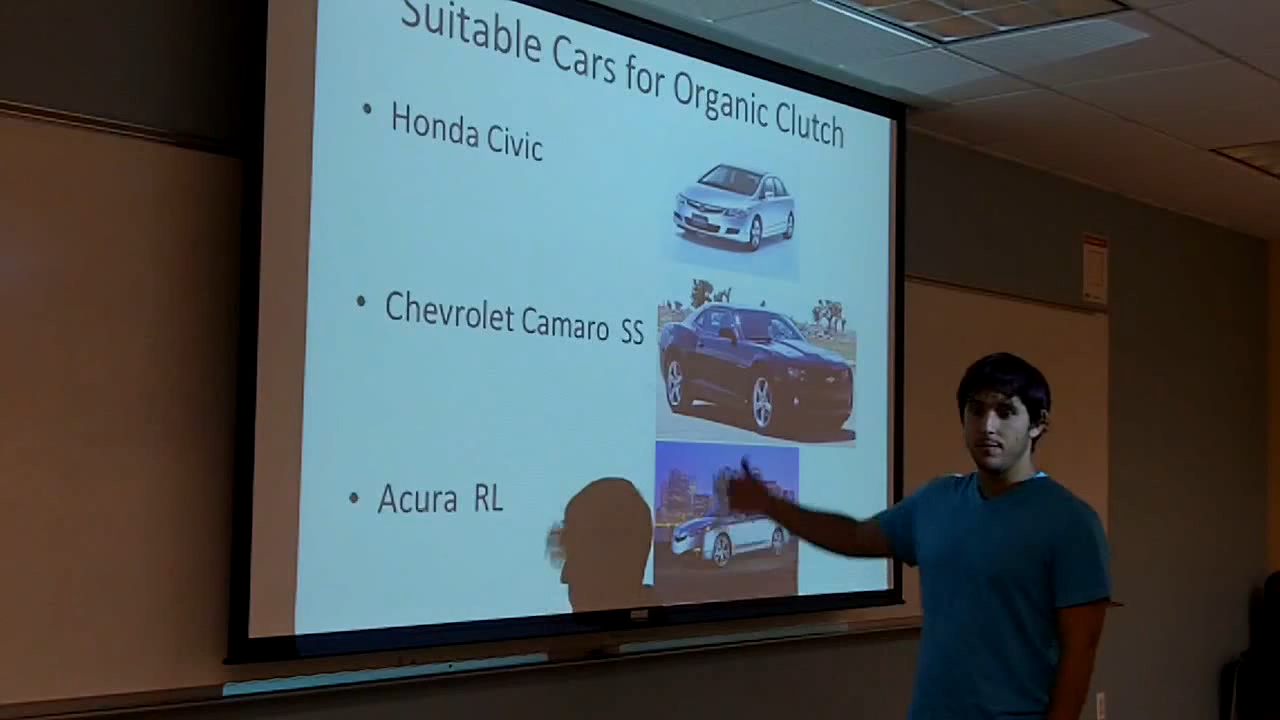 Suitable Cars for Organic Clutch
• Honda Civic
• Chevrolet Camaro SS
• Acura RL